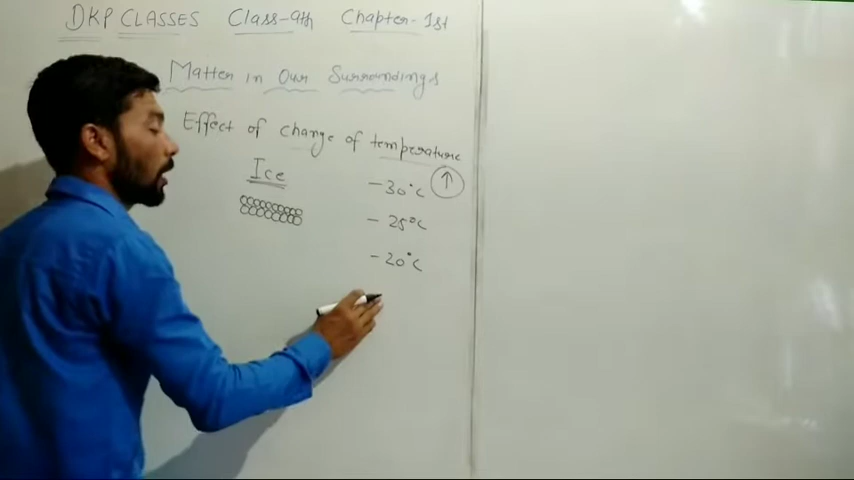 DKP CLASSES Class-9th Chapter-1st
Matter in Our Surroundings
Effect of change of temperature
Ice
-30°C ↑
-25°C
-20°C